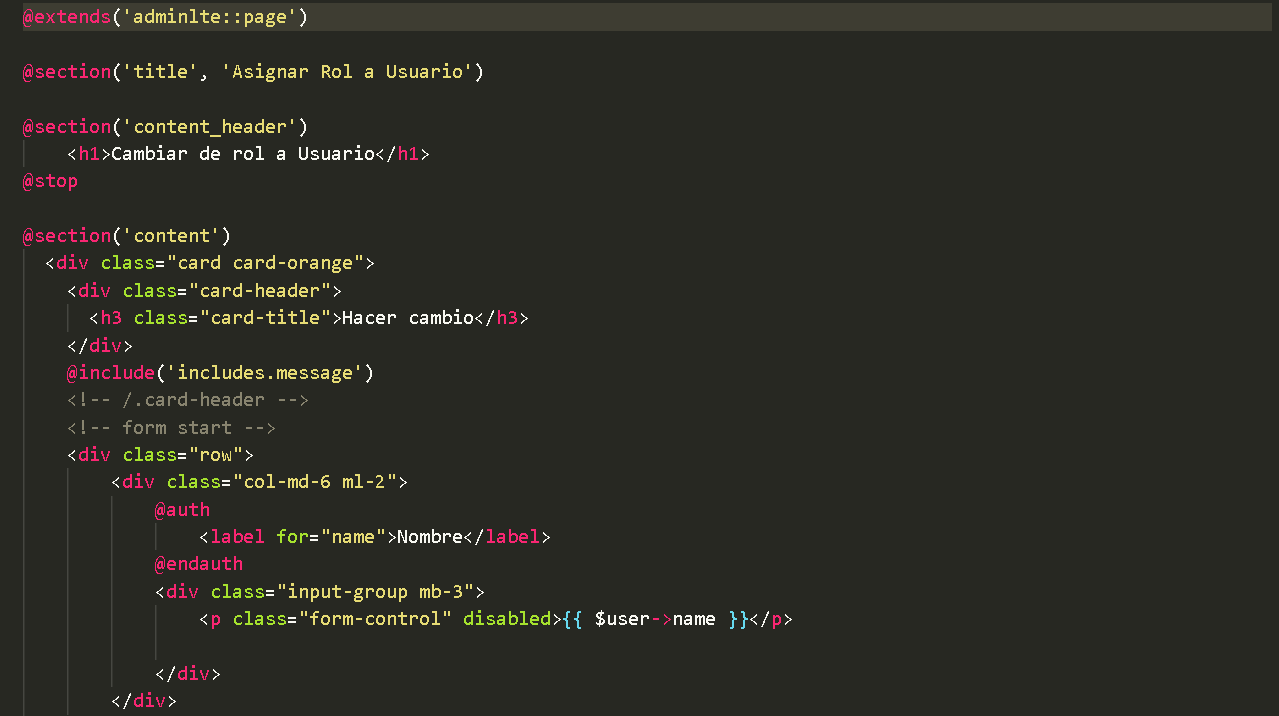 @extends('adminlte::page')
@section('title', 'Asignar Rol a Usuario')
@section('content_header')
    <h1>Cambiar de rol a Usuario</h1>
@stop
@section('content')
  <div class="card card-orange">
    <div class="card-header">
      <h3 class="card-title">Hacer cambio</h3>
    </div>
    @include('includes.message')
    <!-- /.card-header -->
    <!-- form start -->
    <div class="row">
        <div class="col-md-6 ml-2">
            @auth
                <label for="name">Nombre</label>
            @endauth
            <div class="input-group mb-3">
                <p class="form-control" disabled>{{ $user->name }}</p>
            </div>
        </div>